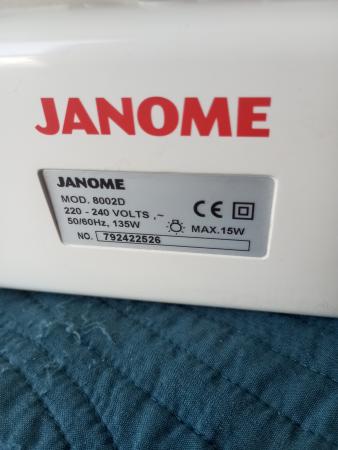 JANOME
JANOME
MOD. 8002D
220 - 240 VOLTS ,~
50/60Hz, 135W
CE
MAX.15W
NO. 792422526